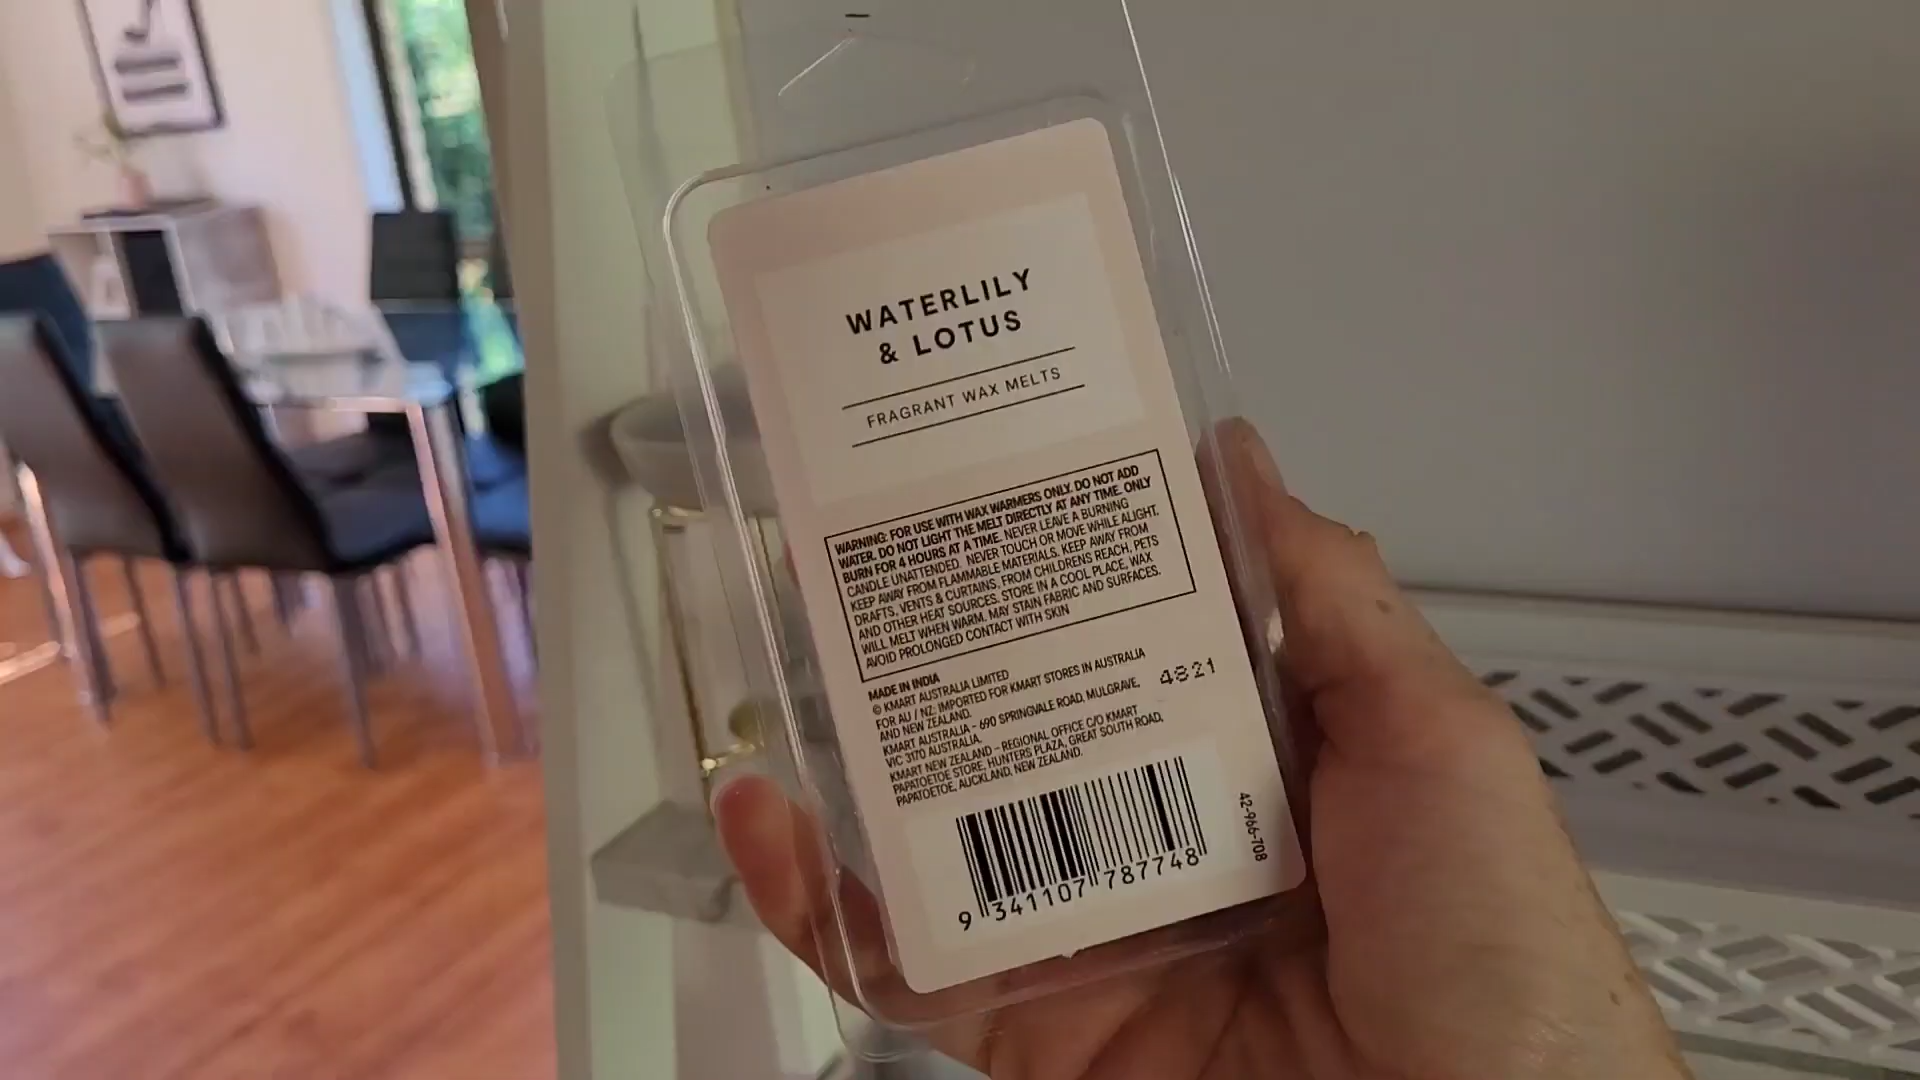 WATERLILY
& LOTUS
FRAGRANT WAX MELTS
WARNING: FOR USE WITH WAX WARMERS ONLY. DO NOT ADD
WATER. DO NOT LIGHT THE MELT DIRECTLY AT ANY TIME. ONLY
BURN FOR 4 HOURS AT A TIME. NEVER LEAVE A BURNING
CANDLE UNATTENDED. NEVER TOUCH OR MOVE WHILE ALIGHT.
KEEP AWAY FROM FLAMMABLE MATERIALS. KEEP AWAY FROM
DRAFTS, VENTS & CURTAINS. FROM CHILDRENS REACH, PETS
AND OTHER HEAT SOURCES. STORE IN A COOL PLACE, WAX
WILL MELT WHEN WARM. MAY STAIN FABRIC AND SURFACES.
AVOID PROLONGED CONTACT WITH SKIN
MADE IN INDIA
© KMART AUSTRALIA LIMITED
FOR AU / NZ: IMPORTED FOR KMART STORES IN AUSTRALIA
AND NEW ZEALAND.
KMART AUSTRALIA - 690 SPRINGVALE ROAD, MULGRAVE,
VIC 3170 AUSTRALIA.
KMART NEW ZEALAND - REGIONAL OFFICE C/O KMART
PAPATOETOE STORE, HUNTERS PLAZA, GREAT SOUTH ROAD,
PAPATOETOE, AUCKLAND, NEW ZEALAND.
4821
9 341107 787748
42-966-708